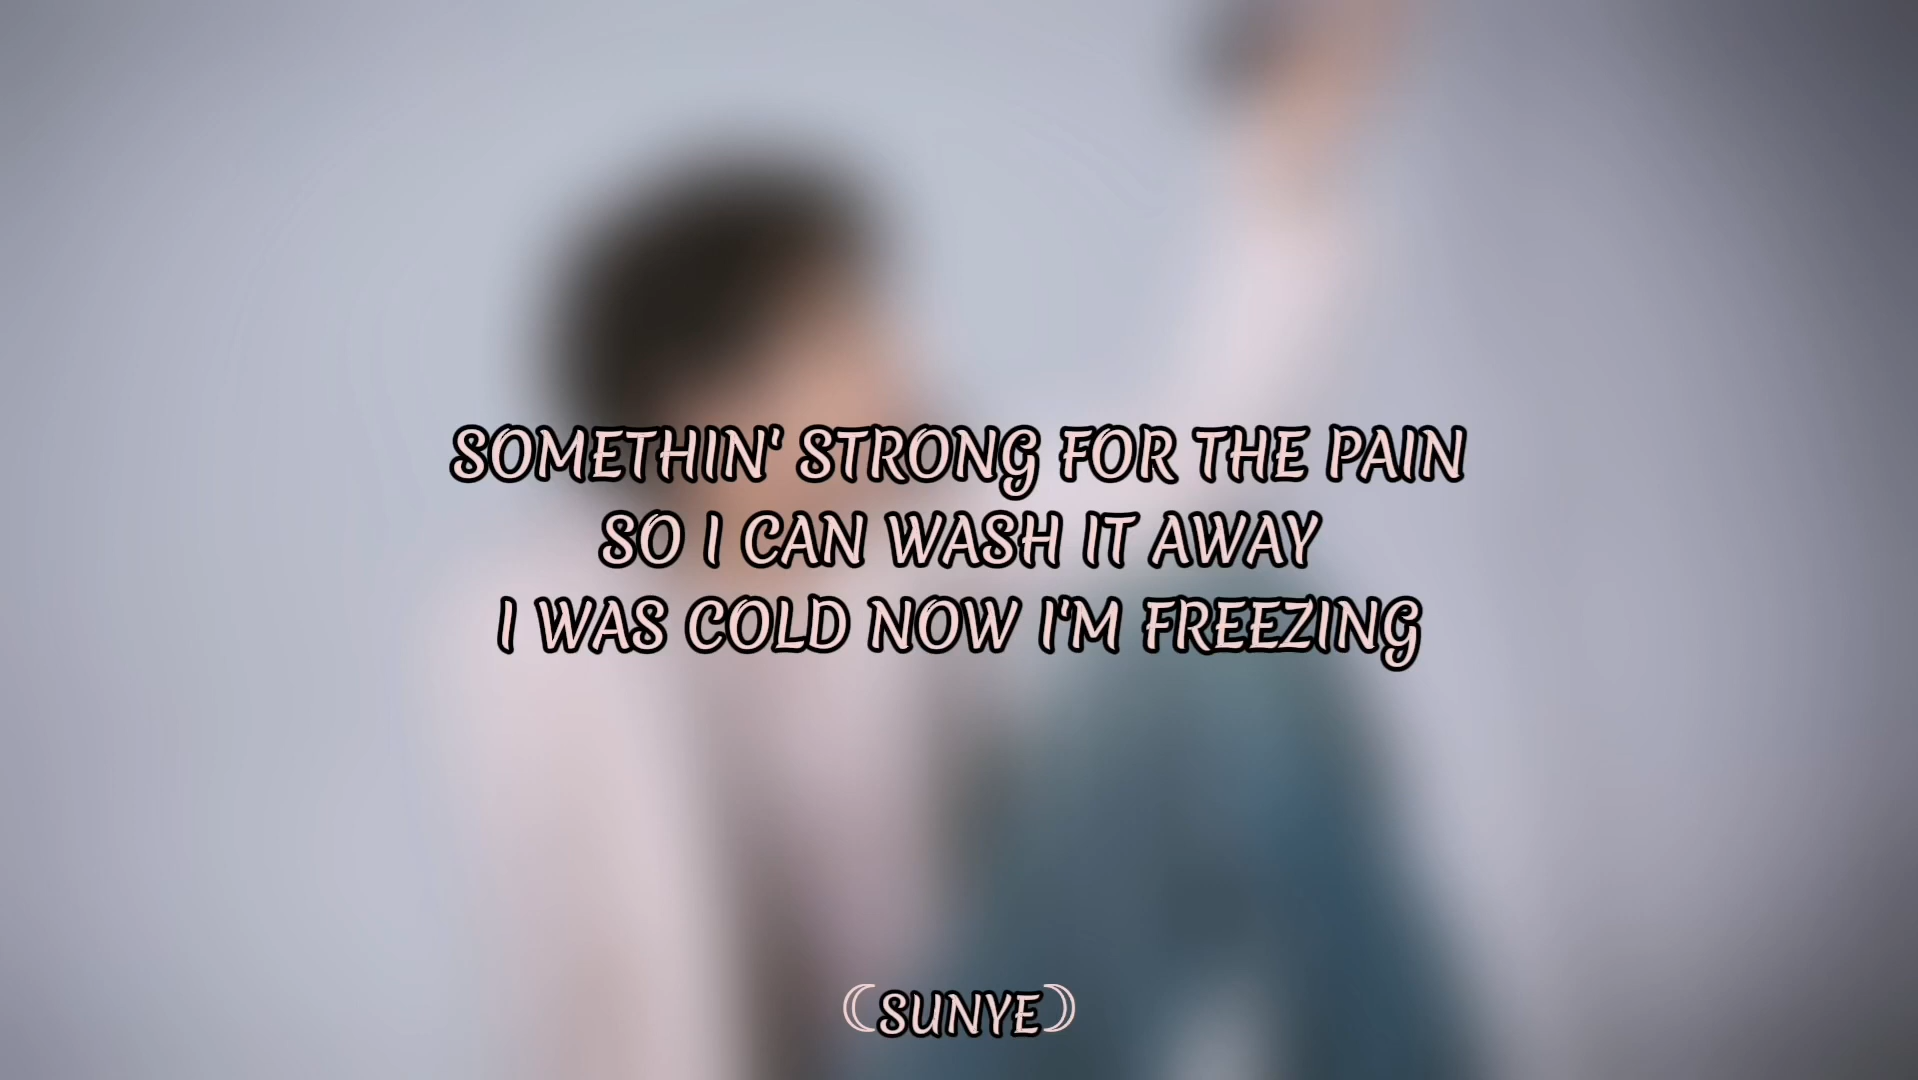 SOMETHIN' STRONG FOR THE PAIN
SO I CAN WASH IT AWAY
I WAS COLD NOW I'M FREEZING
☾SUNYE☽